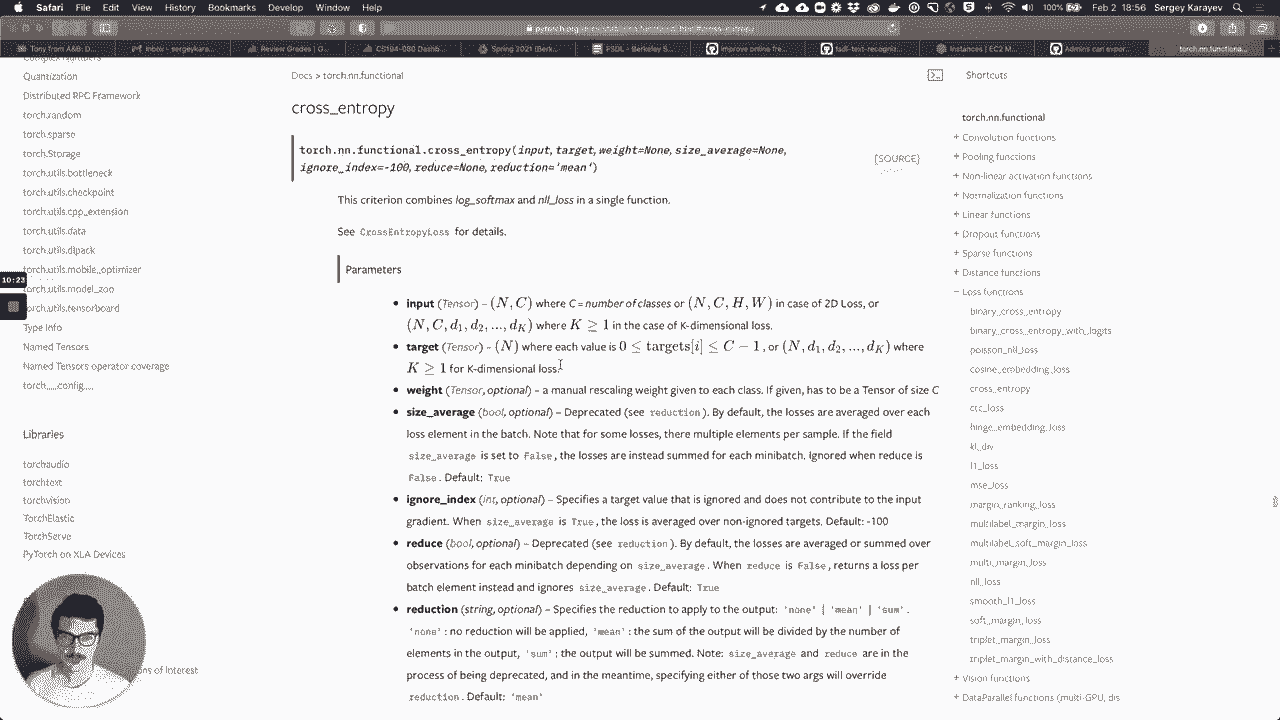 Safari File Edit View History Bookmarks Develop Window Help 100% Feb 2 18:56 Sergey Karayev
Tony from A&B: D... Inbox - sergeykara... Review Grades | G... CS194-080 Dashb... Spring 2021 (Berk... FSDL - Berkeley S... improve online fre... fsdl-text-recogni... Instances | EC2 M... Admins can expor... torch.nn.functiona...
Complex Numbers
Quantization
Distributed RPC Framework
torch.random
torch.sparse
torch.Storage
torch.utils.bottleneck
torch.utils.checkpoint
torch.utils.cpp_extension
torch.utils.data
torch.utils.dlpack
torch.utils.mobile_optimizer
torch.utils.model_zoo
torch.utils.tensorboard
Type Info
Named Tensors
Named Tensors operator coverage
torch.__config__
Libraries
torchaudio
torchtext
torchvision
TorchElastic
TorchServe
PyTorch on XLA Devices
ons of Interest
10:23
Docs > torch.nn.functional
cross_entropy
torch.nn.functional.cross_entropy(input, target, weight=None, size_average=None,
ignore_index=-100, reduce=None, reduction='mean')
[SOURCE]
This criterion combines log_softmax and nll_loss in a single function.
See CrossEntropyLoss for details.
Parameters
• input (Tensor) – (N, C) where C = number of classes or (N, C, H, W) in case of 2D Loss, or
(N, C, d1, d2, ..., dK) where K ≥ 1 in the case of K-dimensional loss.
• target (Tensor) – (N) where each value is 0 ≤ targets[i] ≤ C − 1, or (N, d1, d2, ..., dK) where
K ≥ 1 for K-dimensional loss.
• weight (Tensor, optional) – a manual rescaling weight given to each class. If given, has to be a Tensor of size C
• size_average (bool, optional) – Deprecated (see reduction). By default, the losses are averaged over each
loss element in the batch. Note that for some losses, there multiple elements per sample. If the field
size_average is set to False, the losses are instead summed for each minibatch. Ignored when reduce is
False. Default: True
• ignore_index (int, optional) – Specifies a target value that is ignored and does not contribute to the input
gradient. When size_average is True, the loss is averaged over non-ignored targets. Default: -100
• reduce (bool, optional) – Deprecated (see reduction). By default, the losses are averaged or summed over
observations for each minibatch depending on size_average. When reduce is False, returns a loss per
batch element instead and ignores size_average. Default: True
• reduction (string, optional) – Specifies the reduction to apply to the output: 'none' | 'mean' | 'sum'.
'none': no reduction will be applied, 'mean': the sum of the output will be divided by the number of
elements in the output, 'sum': the output will be summed. Note: size_average and reduce are in the
process of being deprecated, and in the meantime, specifying either of those two args will override
reduction. Default: 'mean'
Shortcuts
torch.nn.functional
+ Convolution functions
+ Pooling functions
+ Non-linear activation functions
+ Normalization functions
+ Linear functions
+ Dropout functions
+ Sparse functions
+ Distance functions
− Loss functions
binary_cross_entropy
binary_cross_entropy_with_logits
poisson_nll_loss
cosine_embedding_loss
cross_entropy
ctc_loss
hinge_embedding_loss
kl_div
l1_loss
mse_loss
margin_ranking_loss
multilabel_margin_loss
multilabel_soft_margin_loss
multi_margin_loss
nll_loss
smooth_l1_loss
soft_margin_loss
triplet_margin_loss
triplet_margin_with_distance_loss
+ Vision functions
+ DataParallel functions (multi-GPU, dis